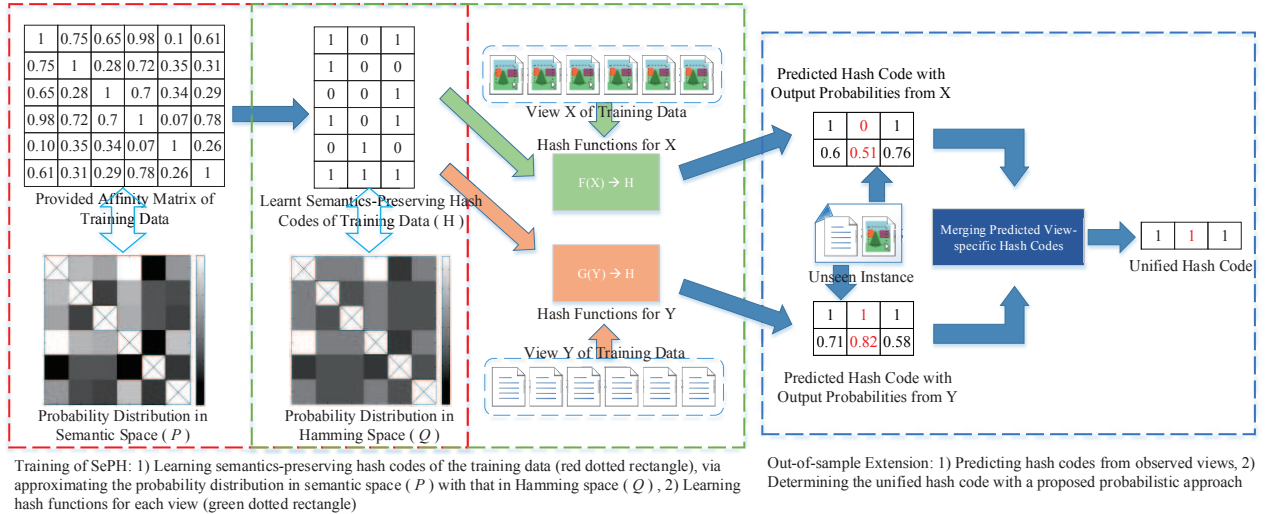 1 0.75 0.65 0.98 0.1 0.61
0.75 1 0.28 0.72 0.35 0.31
0.65 0.28 1 0.7 0.34 0.29
0.98 0.72 0.7 1 0.07 0.78
0.10 0.35 0.34 0.07 1 0.26
0.61 0.31 0.29 0.78 0.26 1
Provided Affinity Matrix of
Training Data
Probability Distribution in
Semantic Space ( P )
1 0 1
1 0 0
0 0 1
1 0 1
0 1 0
1 1 1
Learnt Semantics-Preserving Hash
Codes of Training Data ( H )
Probability Distribution in
Hamming Space ( Q )
View X of Training Data
Hash Functions for X
F(X) → H
G(Y) → H
Hash Functions for Y
View Y of Training Data
Predicted Hash Code with
Output Probabilities from X
1 0 1
0.6 0.51 0.76
Unseen Instance
1 1 1
0.71 0.82 0.58
Predicted Hash Code with
Output Probabilities from Y
Merging Predicted View-
specific Hash Codes
1 1 1
Unified Hash Code
Training of SePH: 1) Learning semantics-preserving hash codes of the training data (red dotted rectangle), via
approximating the probability distribution in semantic space ( P ) with that in Hamming space ( Q ) , 2) Learning
hash functions for each view (green dotted rectangle)
Out-of-sample Extension: 1) Predicting hash codes from observed views, 2)
Determining the unified hash code with a proposed probabilistic approach